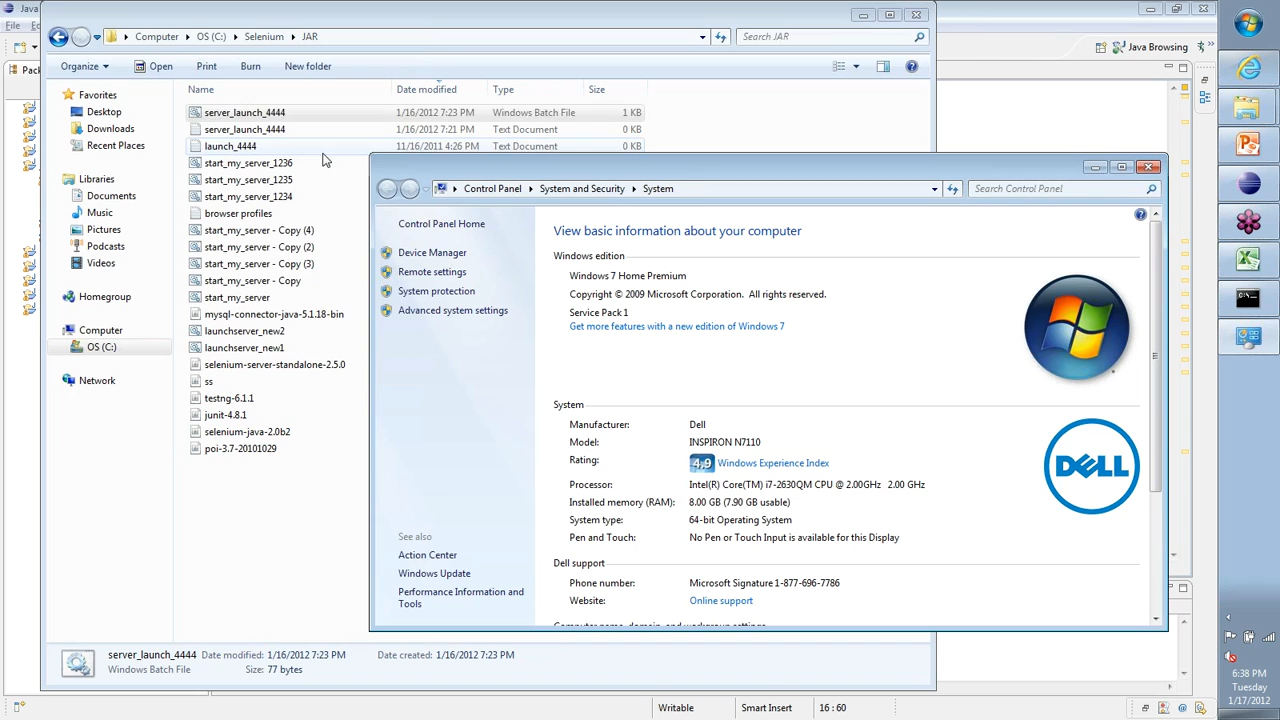 Java
File
Ec
Pack
Computer
OS (C:)
Selenium
JAR
Search JAR
Organize
Open
Print
Burn
New folder
Java Browsing
Favorites
Desktop
Downloads
Recent Places
Libraries
Documents
Music
Pictures
Podcasts
Videos
Homegroup
Computer
OS (C:)
Network
Name Date modified Type Size
server_launch_4444 1/16/2012 7:23 PM Windows Batch File 1 KB
server_launch_4444 1/16/2012 7:21 PM Text Document 0 KB
launch_4444 11/16/2011 4:26 PM Text Document 0 KB
start_my_server_1236
start_my_server_1235
start_my_server_1234
browser profiles
start_my_server - Copy (4)
start_my_server - Copy (2)
start_my_server - Copy (3)
start_my_server - Copy
start_my_server
mysql-connector-java-5.1.18-bin
launchserver_new2
launchserver_new1
selenium-server-standalone-2.5.0
ss
testng-6.1.1
junit-4.8.1
selenium-java-2.0b2
poi-3.7-20101029
server_launch_4444 Date modified: 1/16/2012 7:23 PM Date created: 1/16/2012 7:23 PM
Windows Batch File Size: 77 bytes
Control Panel
System and Security
System
Search Control Panel
Control Panel Home
Device Manager
Remote settings
System protection
Advanced system settings
See also
Action Center
Windows Update
Performance Information and
Tools
View basic information about your computer
Windows edition
Windows 7 Home Premium
Copyright © 2009 Microsoft Corporation. All rights reserved.
Service Pack 1
Get more features with a new edition of Windows 7
System
Manufacturer: Dell
Model: INSPIRON N7110
Rating: 4.9 Windows Experience Index
Processor: Intel(R) Core(TM) i7-2630QM CPU @ 2.00GHz 2.00 GHz
Installed memory (RAM): 8.00 GB (7.90 GB usable)
System type: 64-bit Operating System
Pen and Touch: No Pen or Touch Input is available for this Display
DELL
Dell support
Phone number: Microsoft Signature 1-877-696-7786
Website: Online support
Computer name, domain, and workgroup settings
Writable
Smart Insert
16 : 60
6:38 PM
Tuesday
1/17/2012